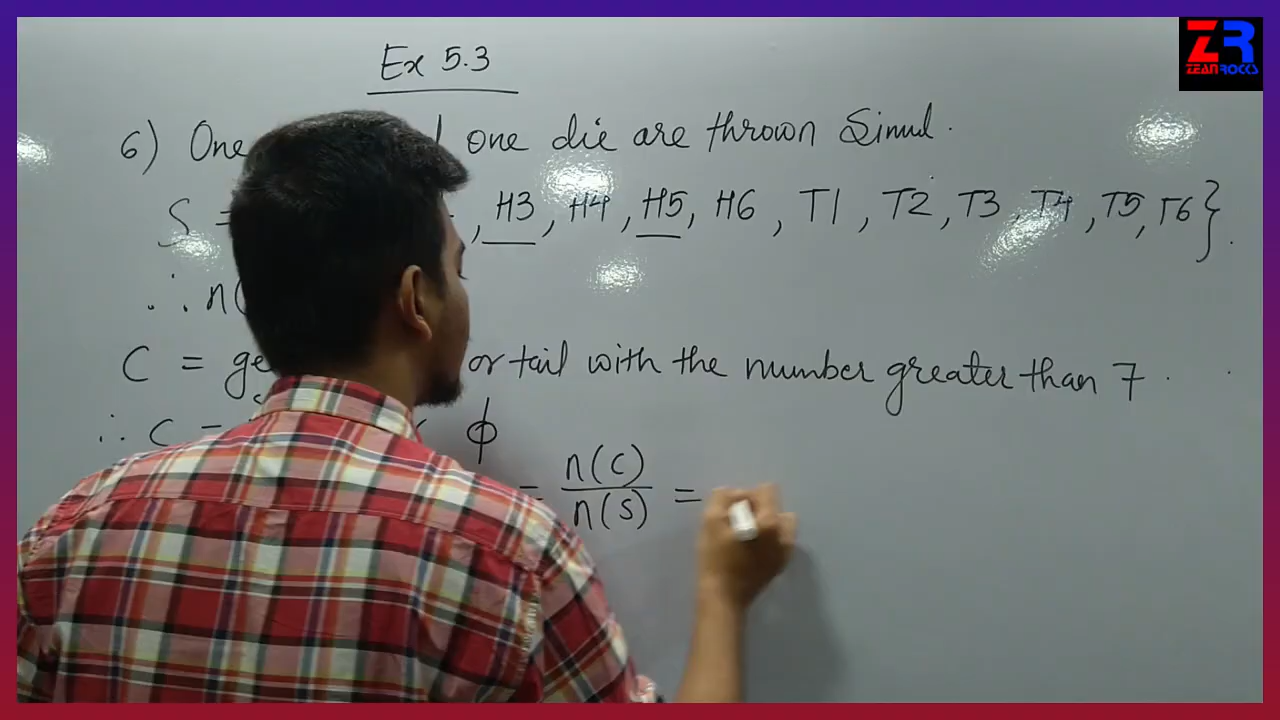 ZR
ZEAN ROCKS
Ex 5.3
6) One one die are thrown Simul.
S = , H3, H4, H5, H6, T1, T2, T3, T4, T5, T6}.
∴ n(
C = or tail with the number greater than 7.
∴ C = ϕ
= n(C)/n(S) =